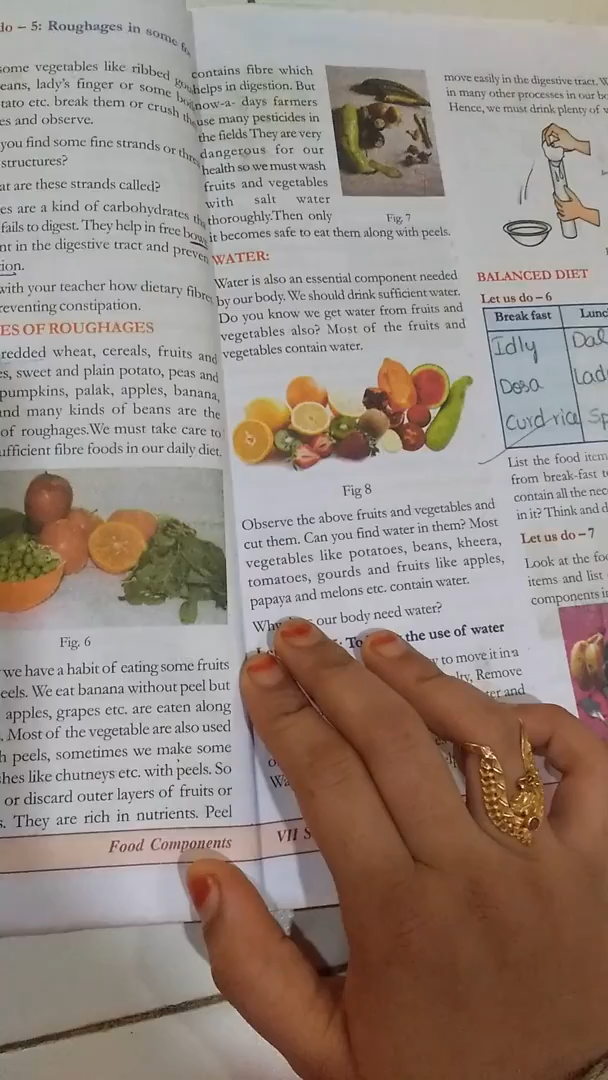 do – 5: Roughages in some
some vegetables like ribbed
eans, lady's finger or some
tato etc. break them or crush
es and observe.
you find some fine strands or
structures?
at are these strands called?
es are a kind of carbohydrates
fails to digest. They help in free
nt in the digestive tract and
ion.
with your teacher how dietary
reventing constipation.
ES OF ROUGHAGES
redded wheat, cereals, fruits and
es, sweet and plain potato, peas and
pumpkins, palak, apples, banana,
and many kinds of beans are the
of roughages.We must take care to
ufficient fibre foods in our daily diet.
Fig. 6
we have a habit of eating some fruits
eels. We eat banana without peel but
apples, grapes etc. are eaten along
. Most of the vegetable are also used
h peels, sometimes we make some
hes like chutneys etc. with peels. So
or discard outer layers of fruits or
s. They are rich in nutrients. Peel
Food Components
contains fibre which
helps in digestion. But
now-a- days farmers
use many pesticides in
the fields They are very
dangerous for our
health so we must wash
fruits and vegetables
with salt water
thoroughly.Then only
Fig. 7
it becomes safe to eat them along with peels.
WATER:
Water is also an essential component needed
by our body. We should drink sufficient water.
Do you know we get water from fruits and
vegetables also? Most of the fruits and
vegetables contain water.
Fig 8
Observe the above fruits and vegetables and
cut them. Can you find water in them? Most
vegetables like potatoes, beans, kheera,
tomatoes, gourds and fruits like apples,
papaya and melons etc. contain water.
Why our body need water?
To the use of water
to move it in a
Remove
and
VII S
move easily in the digestive tract. W
in many other processes in our bo
Hence, we must drink plenty of
BALANCED DIET
Let us do – 6
Break fast Lunc
Idly Dal
Dosa Lad
Curd rice Sp
List the food item
from break-fast t
contain all the nec
in it? Think and d
Let us do – 7
Look at the foo
items and list
components i